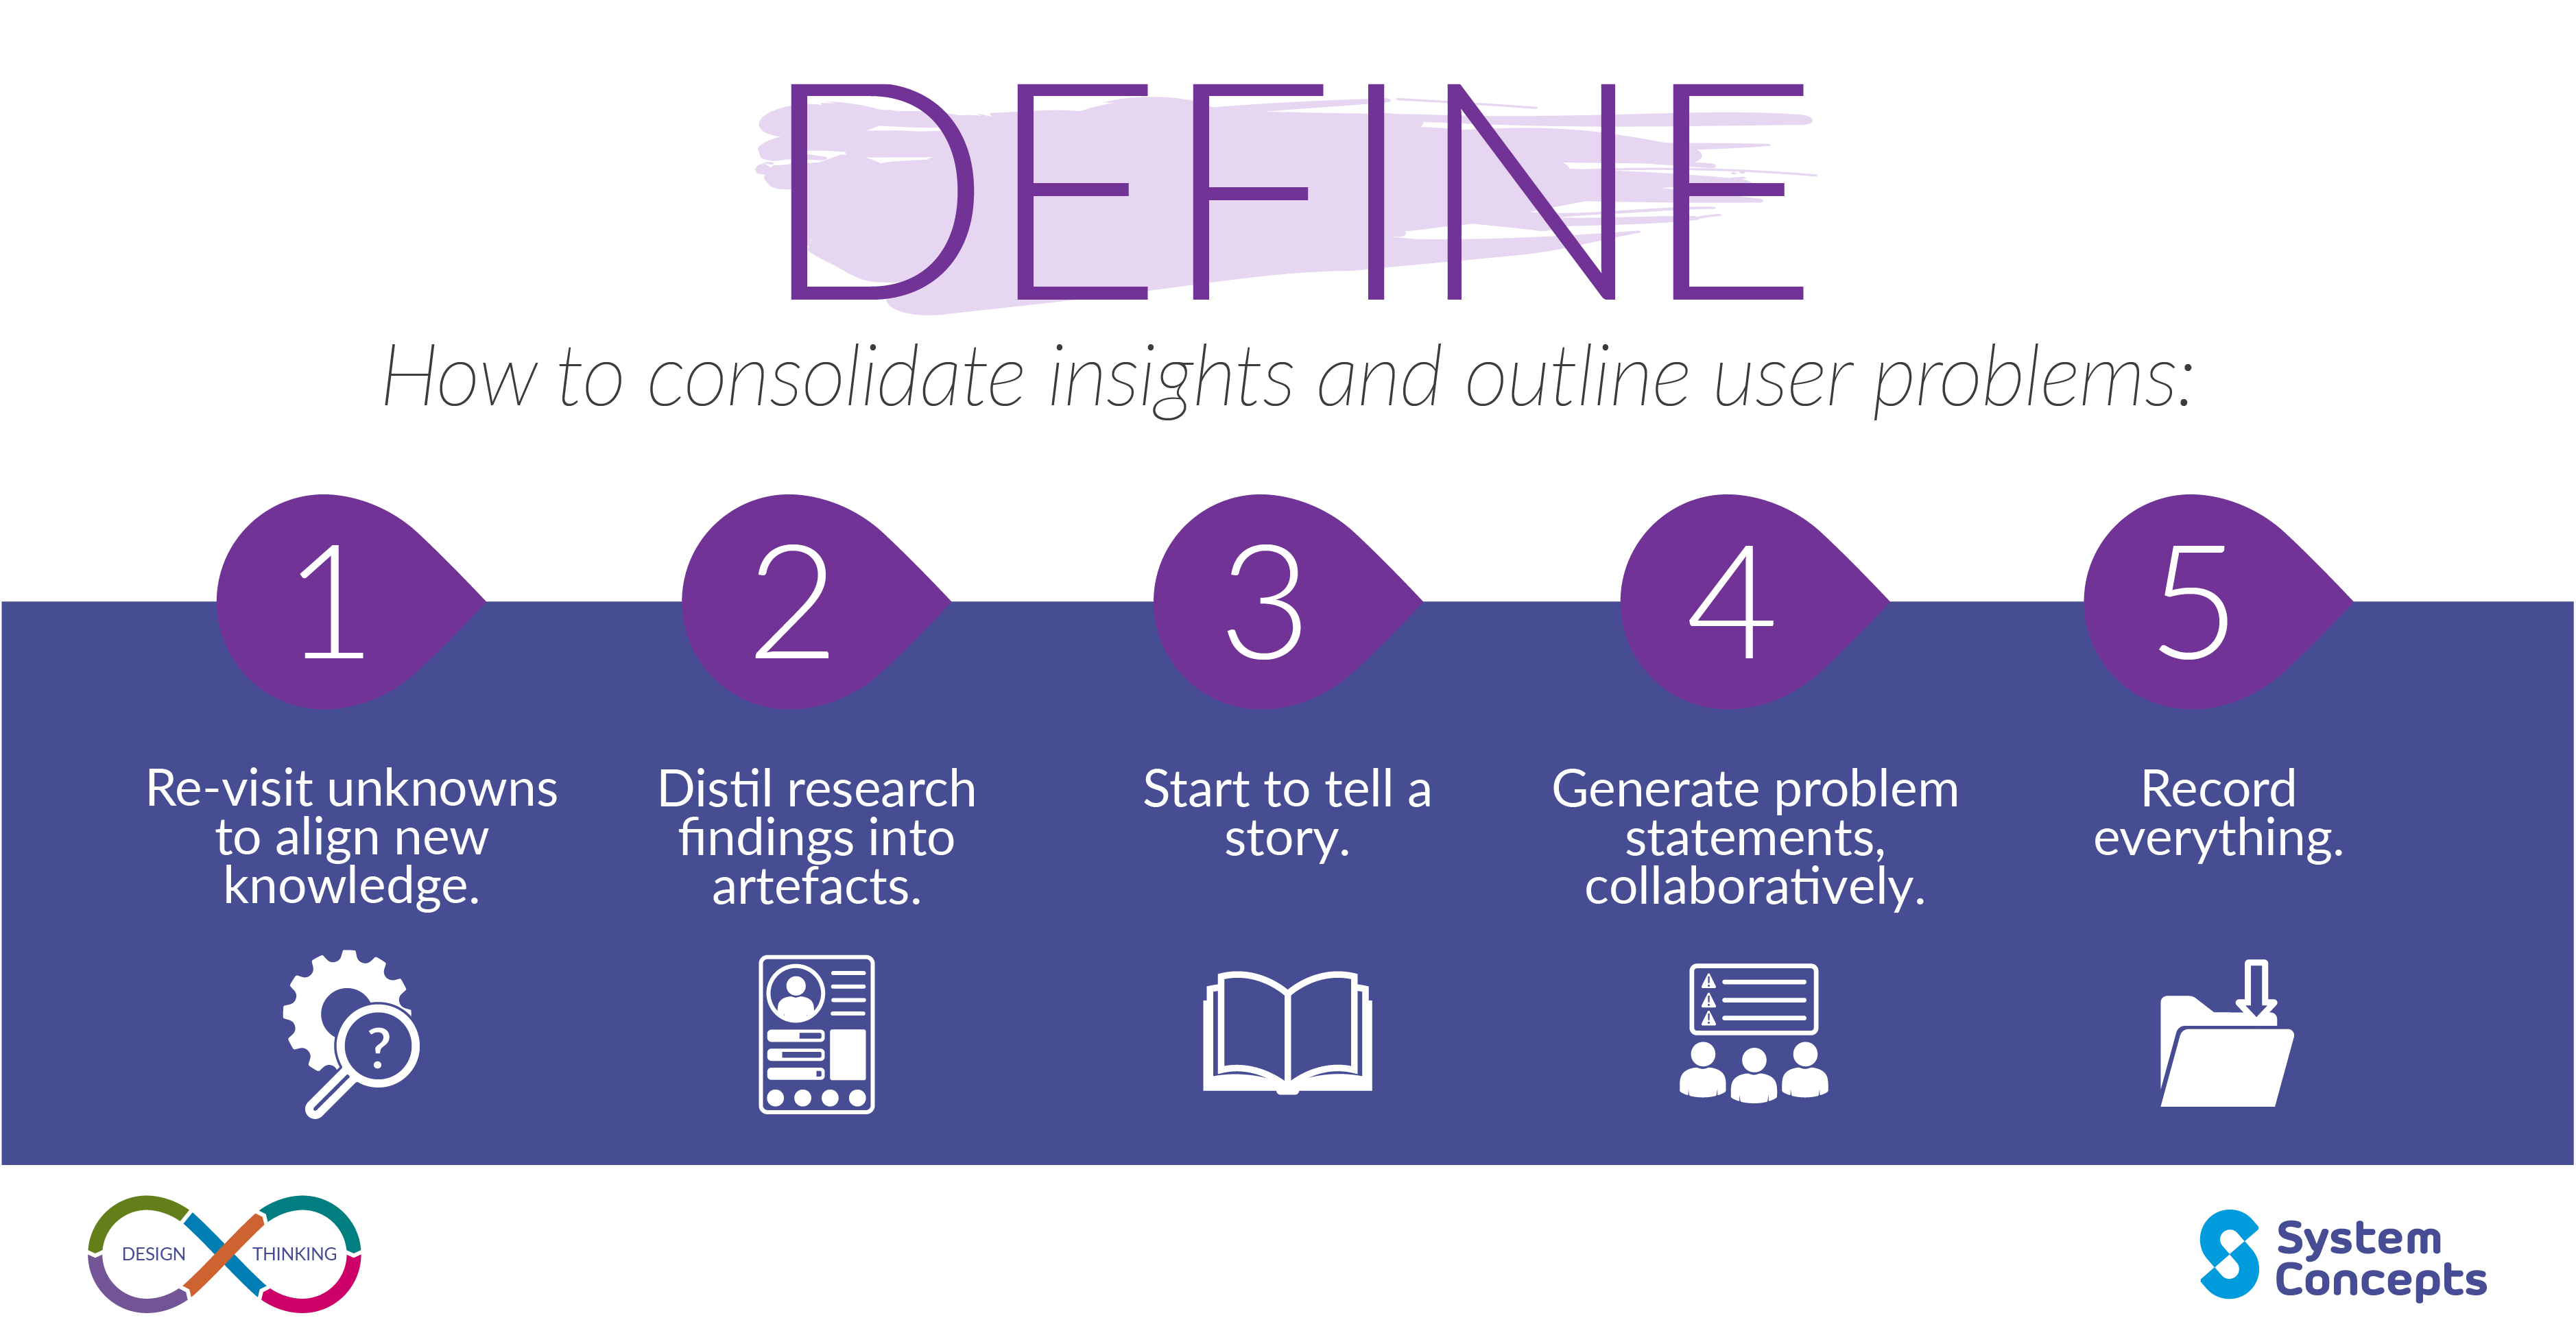 DEFINE
How to consolidate insights and outline user problems:
1
Re-visit unknowns
to align new
knowledge.
?
2
Distil research
findings into
artefacts.
3
Start to tell a
story.
4
Generate problem
statements,
collaboratively.
5
Record
everything.
DESIGN THINKING
System
Concepts